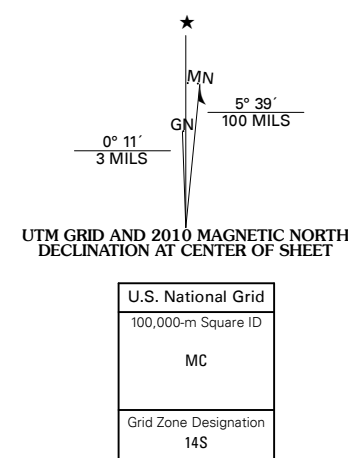 ★
MN
5° 39´
100 MILS
GN
0° 11´
3 MILS
UTM GRID AND 2010 MAGNETIC NORTH
DECLINATION AT CENTER OF SHEET
U.S. National Grid
100,000-m Square ID
MC
Grid Zone Designation
14S